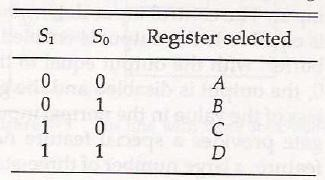 S1 S0 Register selected
0 0 A
0 1 B
1 0 C
1 1 D